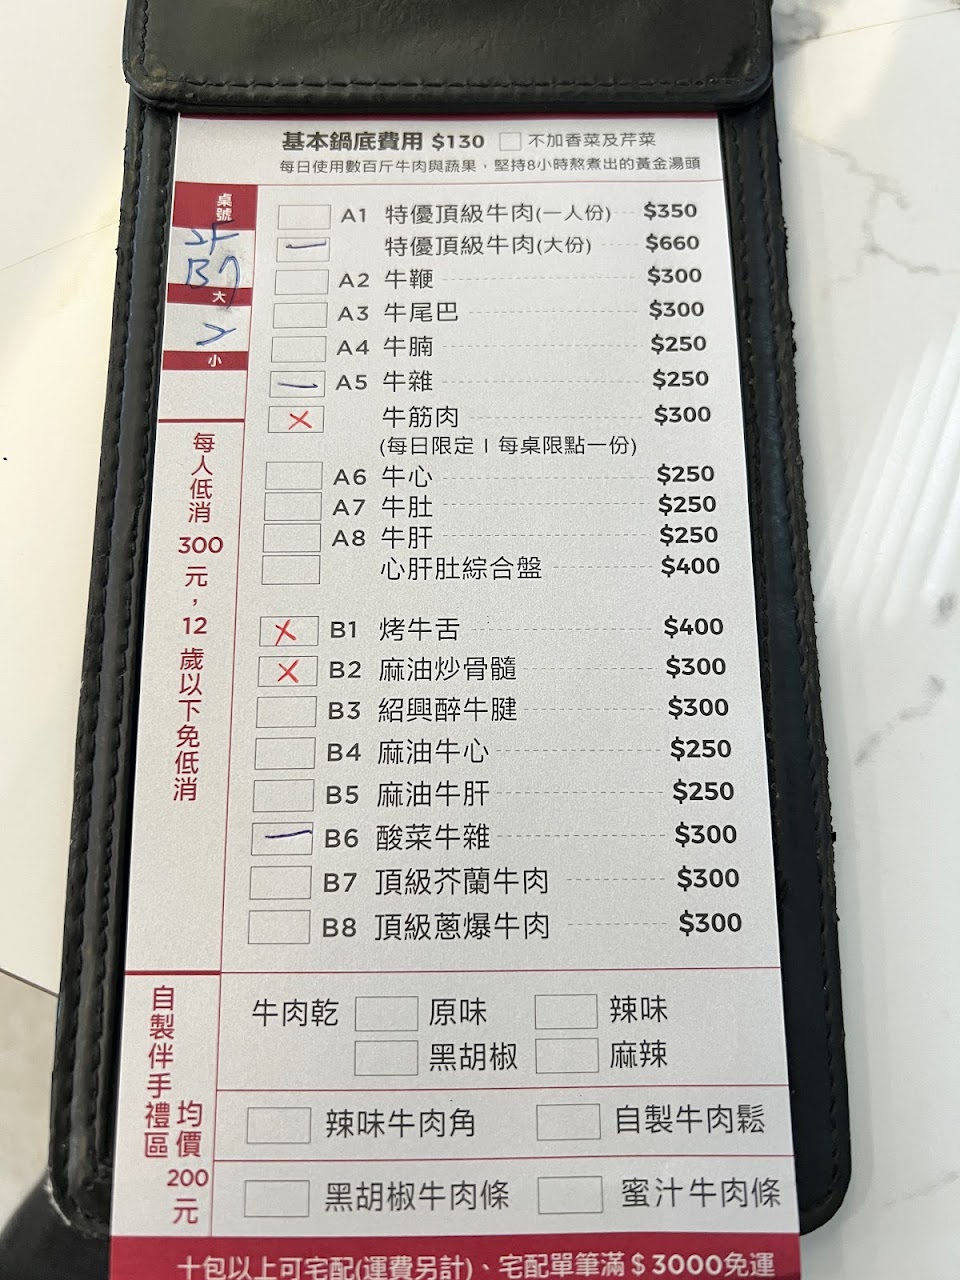 基本鍋底費用 $130 不加香菜及芹菜
每日使用數百斤牛肉與蔬果，堅持8小時熬煮出的黃金湯頭
桌號
B7
大
小
每人低消300元，12歲以下免低消
A1 特優頂級牛肉(一人份) $350
一 特優頂級牛肉(大份) $660
A2 牛鞭 $300
A3 牛尾巴 $300
A4 牛腩 $250
一 A5 牛雜 $250
× 牛筋肉 $300
(每日限定 | 每桌限點一份)
A6 牛心 $250
A7 牛肚 $250
A8 牛肝 $250
心肝肚綜合盤 $400
× B1 烤牛舌 $400
× B2 麻油炒骨髓 $300
B3 紹興醉牛腱 $300
B4 麻油牛心 $250
B5 麻油牛肝 $250
一 B6 酸菜牛雜 $300
B7 頂級芥蘭牛肉 $300
B8 頂級蔥爆牛肉 $300
自製伴手禮區
均價200元
牛肉乾 原味 辣味
黑胡椒 麻辣
辣味牛肉角 自製牛肉鬆
黑胡椒牛肉條 蜜汁牛肉條
十包以上可宅配(運費另計)、宅配單筆滿$3000免運